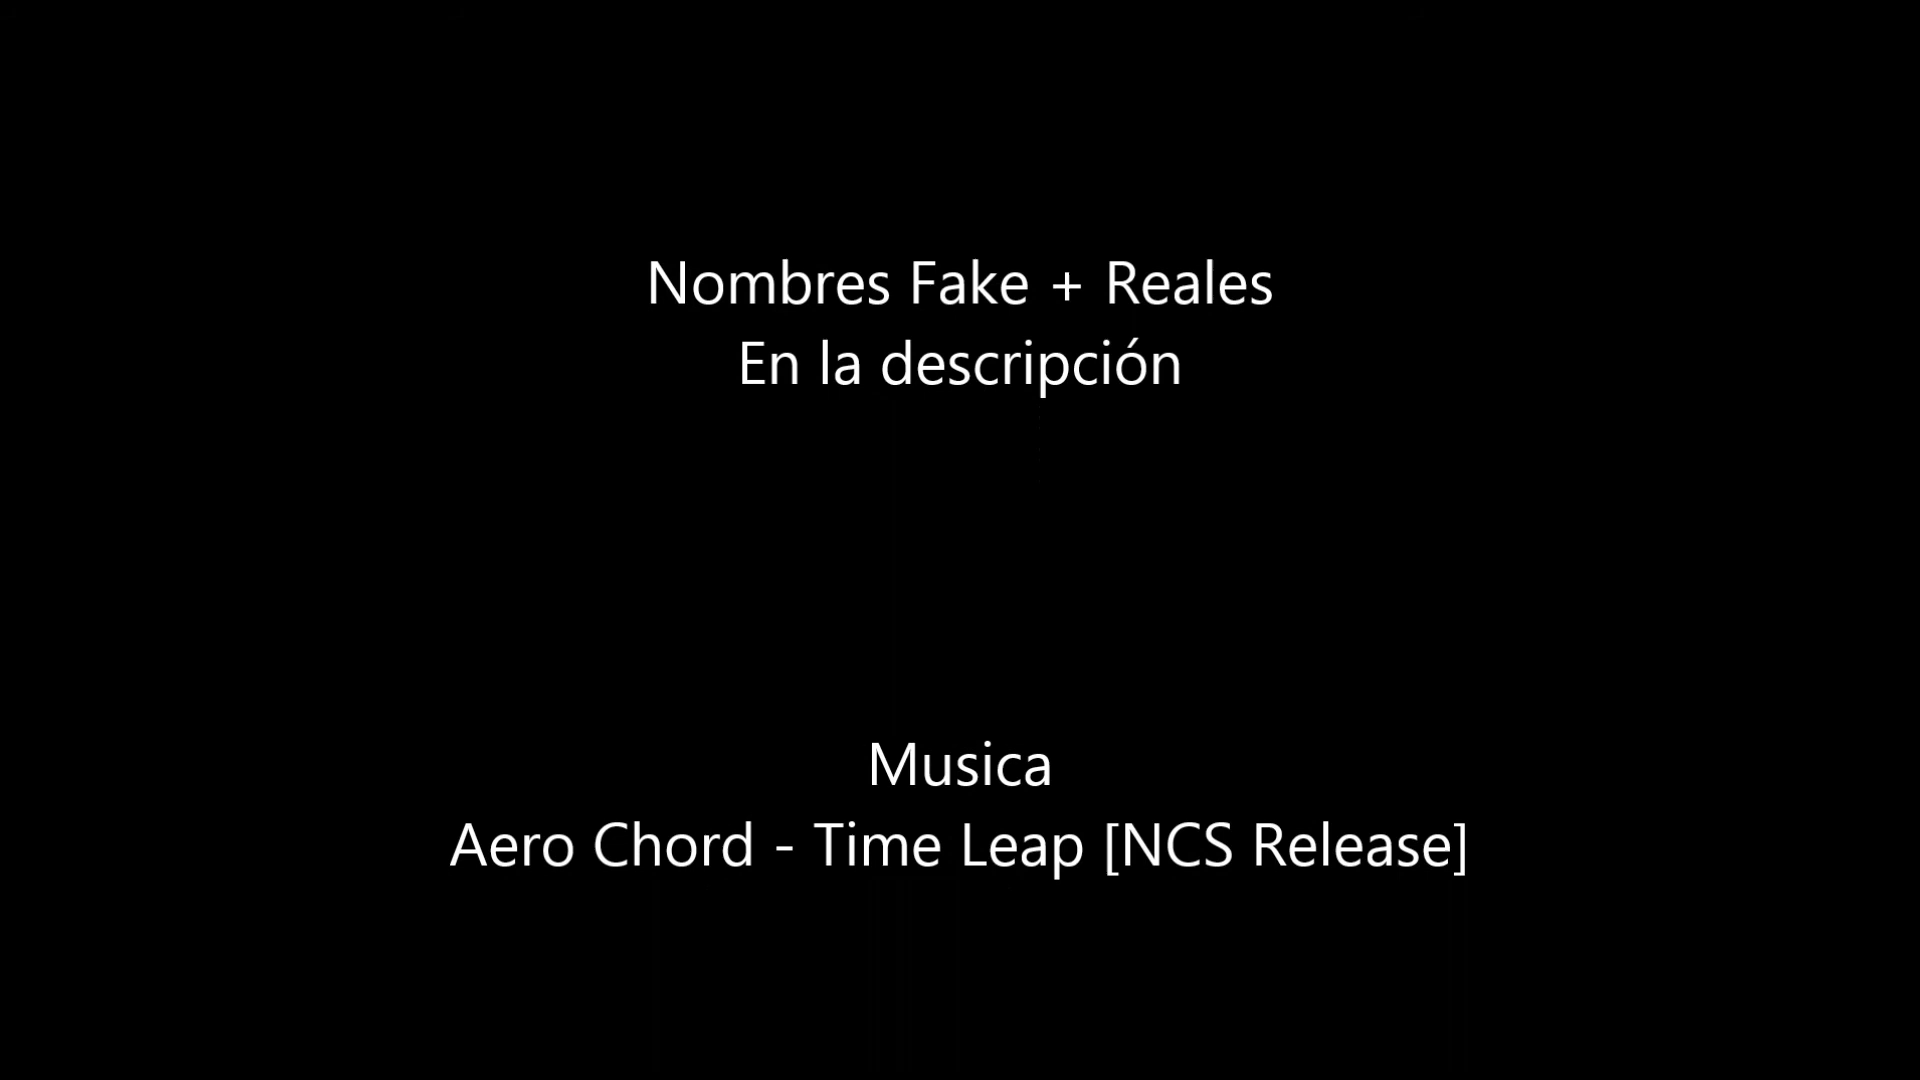 Nombres Fake + Reales
En la descripción
Musica
Aero Chord - Time Leap [NCS Release]